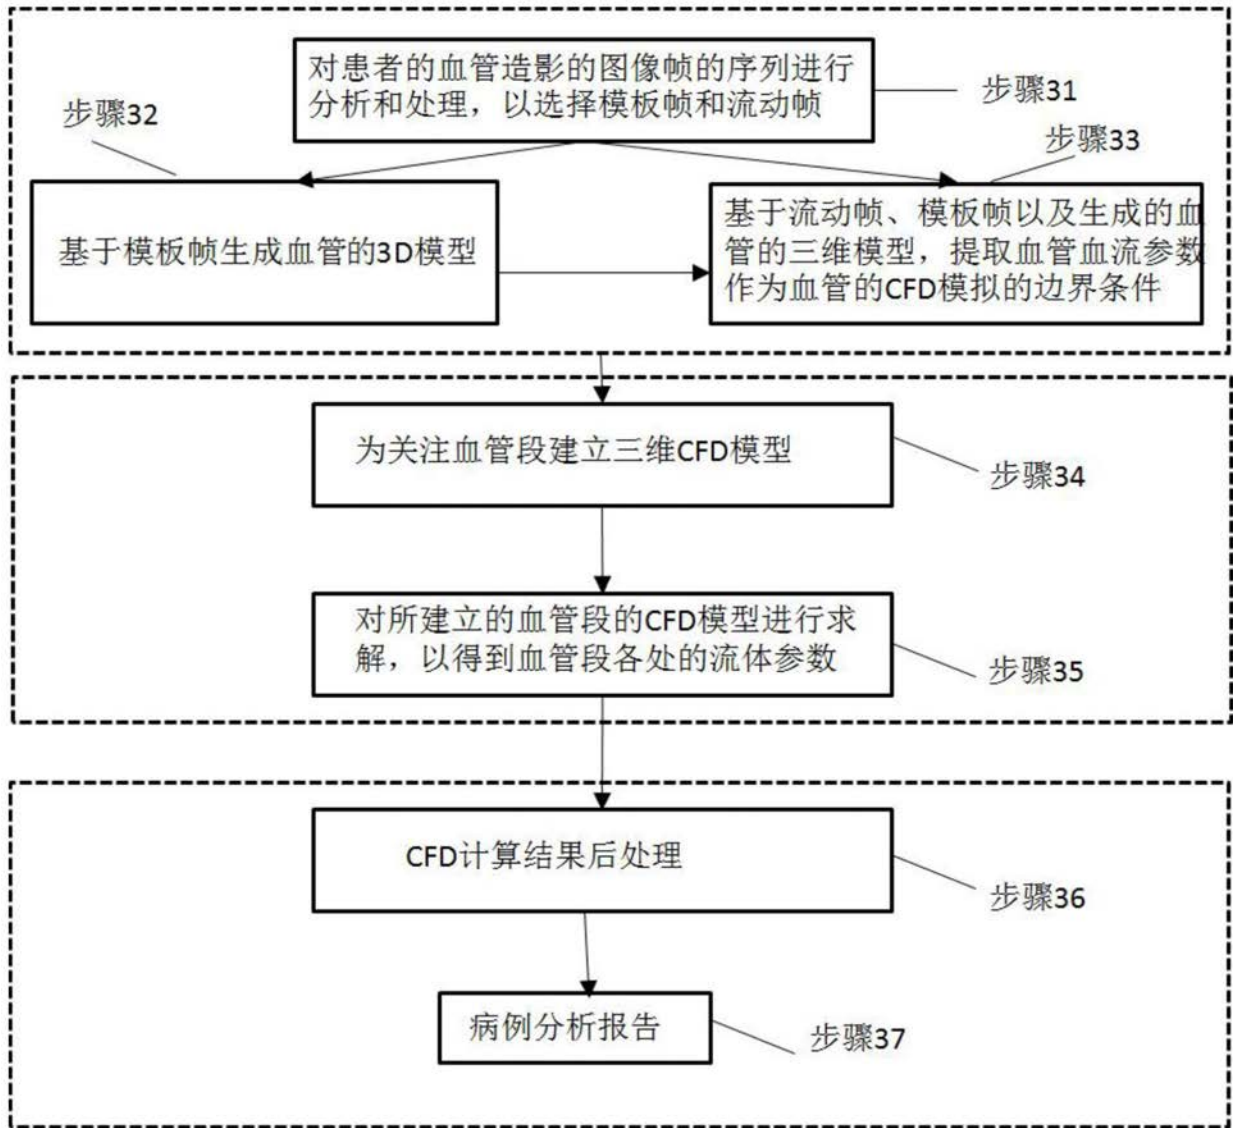 对患者的血管造影的图像帧的序列进行
分析和处理，以选择模板帧和流动帧
步骤31
步骤32
步骤33
基于模板帧生成血管的3D模型
基于流动帧、模板帧以及生成的血
管的三维模型，提取血管血流参数
作为血管的CFD模拟的边界条件
为关注血管段建立三维CFD模型
步骤34
对所建立的血管段的CFD模型进行求
解，以得到血管段各处的流体参数
步骤35
CFD计算结果后处理
步骤36
病例分析报告
步骤37